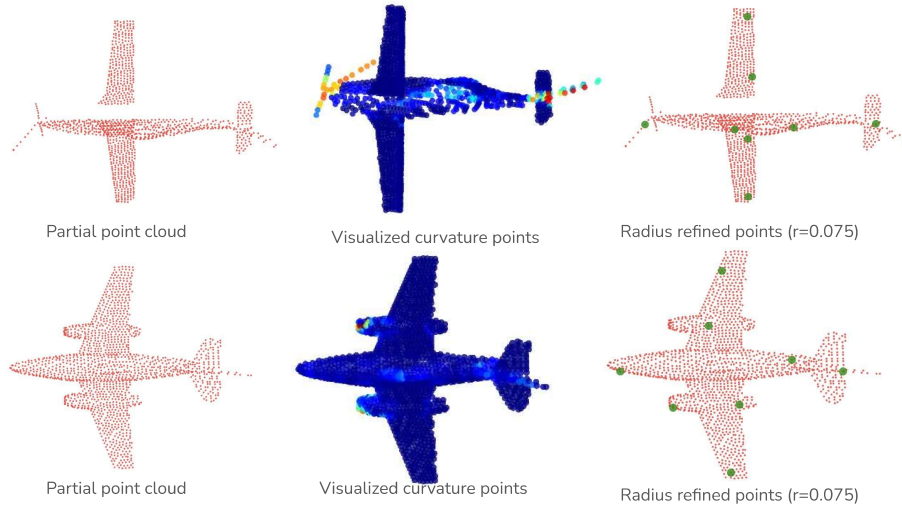 Partial point cloud
Visualized curvature points
Radius refined points (r=0.075)
Partial point cloud
Visualized curvature points
Radius refined points (r=0.075)